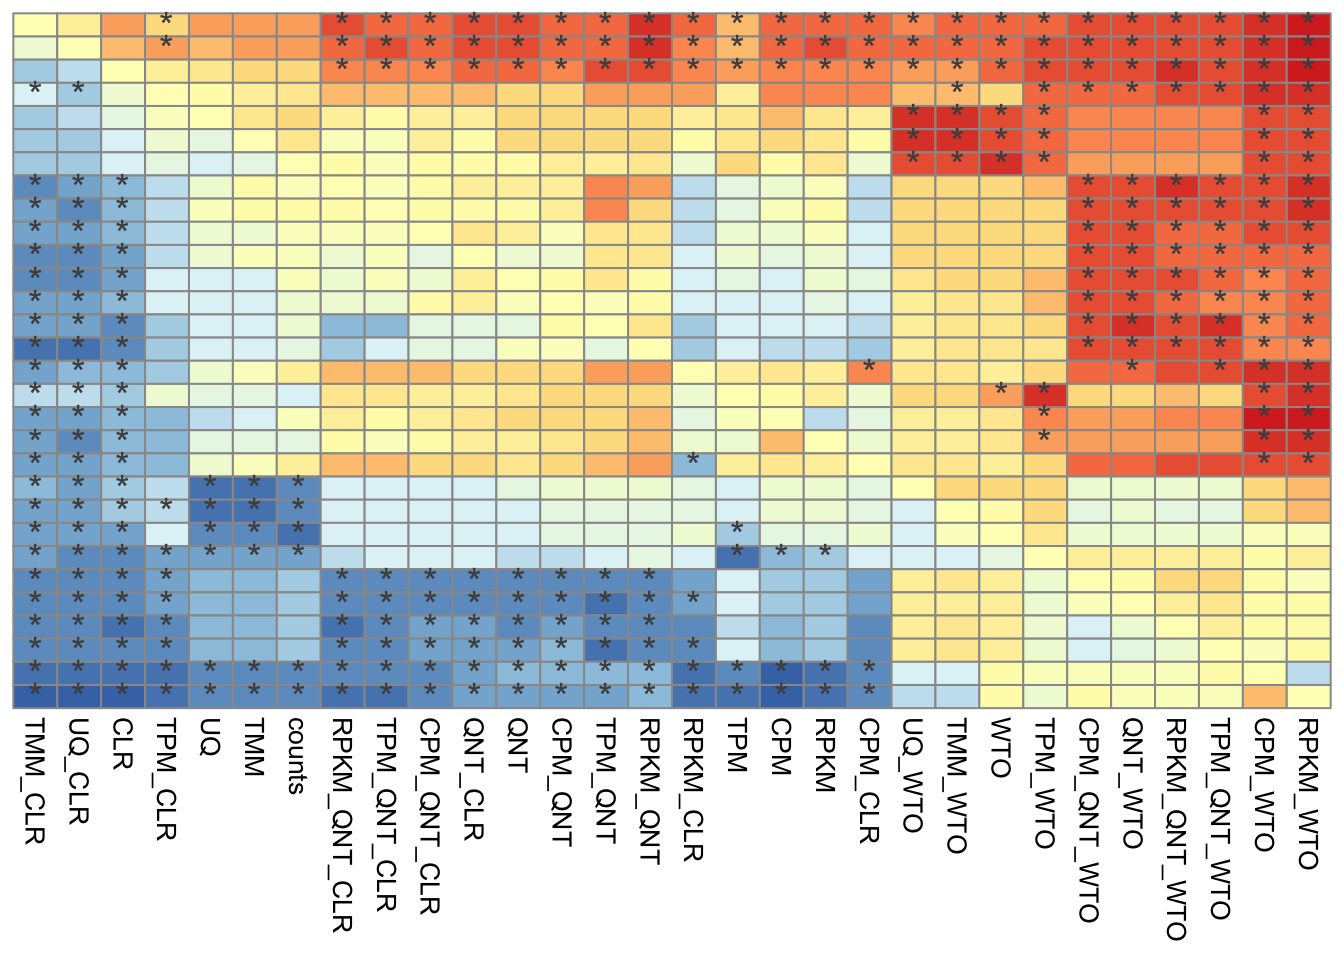 TMM_CLR
UQ_CLR
CLR
TPM_CLR
UQ
TMM
counts
RPKM_QNT_CLR
TPM_QNT_CLR
CPM_QNT_CLR
QNT_CLR
QNT
CPM_QNT
TPM_QNT
RPKM_QNT
RPKM_CLR
TPM
CPM
RPKM
CPM_CLR
UQ_WTO
TMM_WTO
WTO
TPM_WTO
CPM_QNT_WTO
QNT_WTO
RPKM_QNT_WTO
TPM_QNT_WTO
CPM_WTO
RPKM_WTO